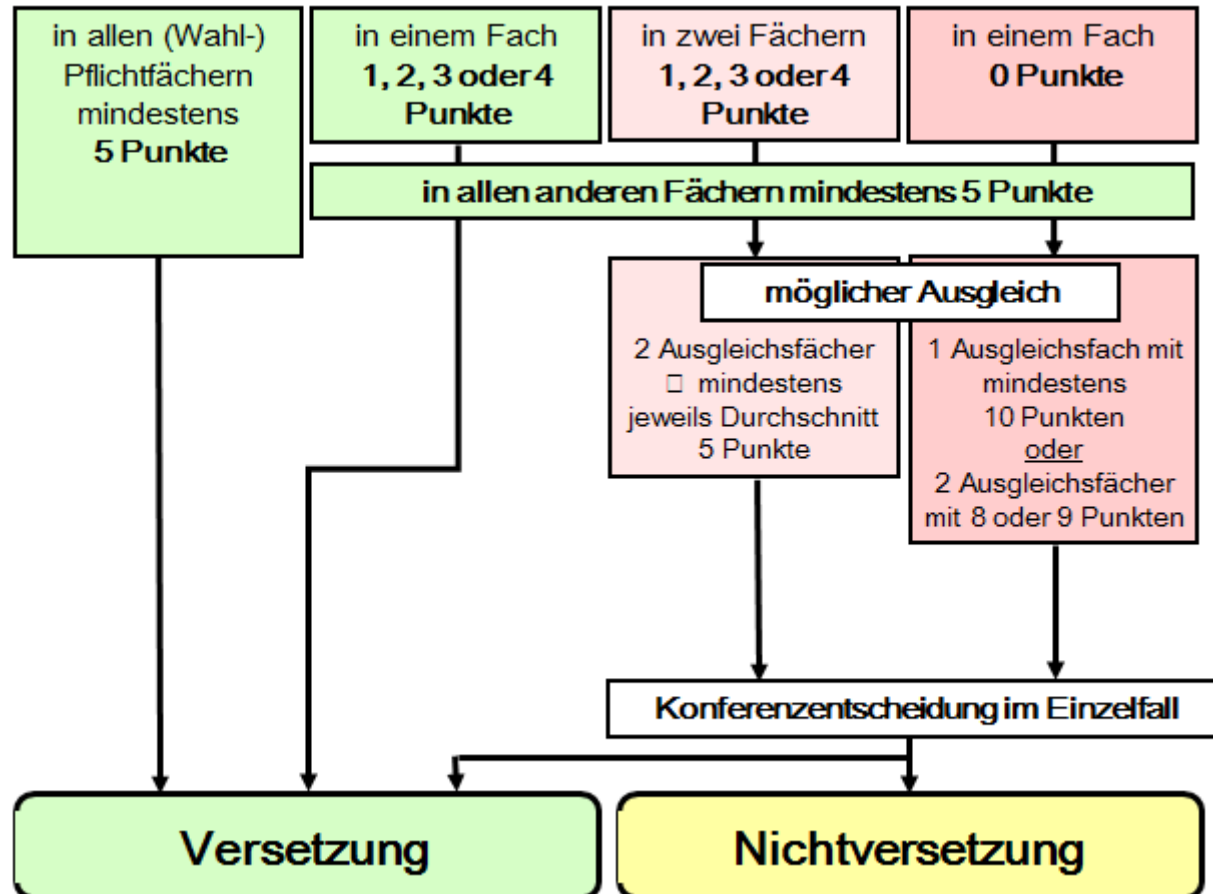 in allen (Wahl-)
Pflichtfächern
mindestens
5 Punkte
in einem Fach
1, 2, 3 oder 4
Punkte
in zwei Fächern
1, 2, 3 oder 4
Punkte
in einem Fach
0 Punkte
in allen anderen Fächern mindestens 5 Punkte
möglicher Ausgleich
2 Ausgleichsfächer
□ mindestens
jeweils Durchschnitt
5 Punkte
1 Ausgleichsfach mit
mindestens
10 Punkten
oder
2 Ausgleichsfächer
mit 8 oder 9 Punkten
Konferenzentscheidung im Einzelfall
Versetzung
Nichtversetzung